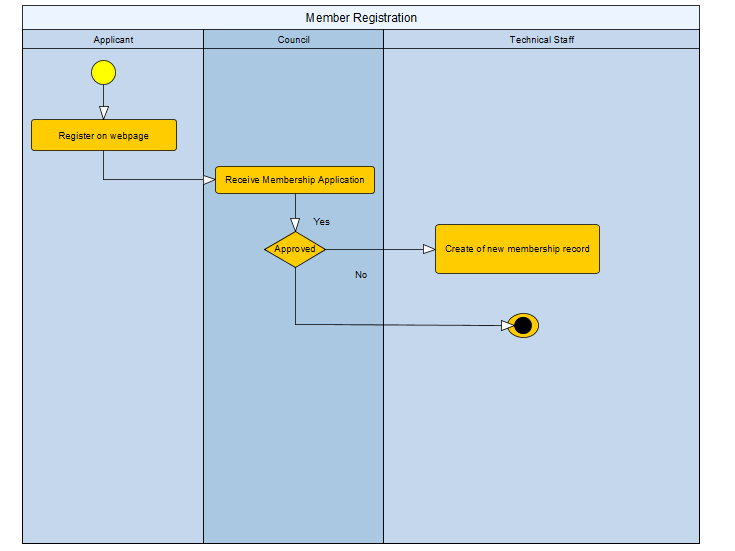 Member Registration
Applicant
Council
Technical Staff
Register on webpage
Receive Membership Application
Yes
Approved
Create of new membership record
No